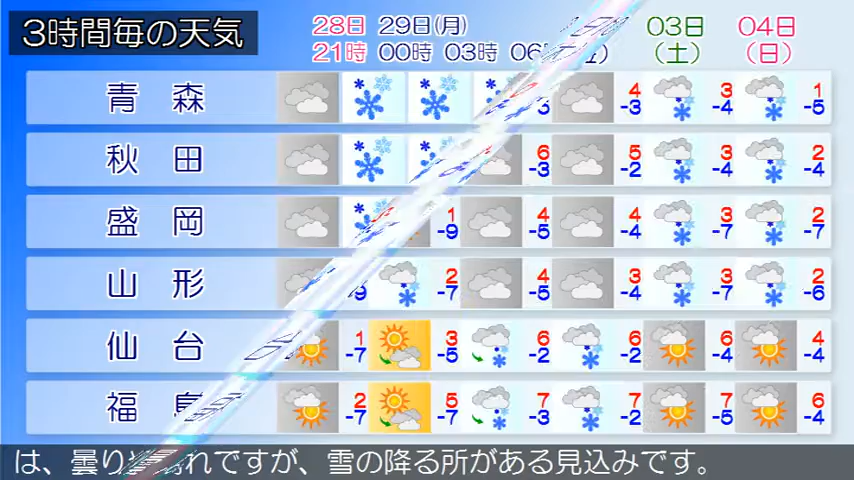 3時間毎の天気
28日 29日(月) 03日 04日
21時 00時 03時 (土) (日)
青森 4 -3 3 -4 1 -5
秋田 6 -3 5 -2 3 -4 2 -4
盛岡 1 -9 4 -5 4 -4 3 -7 2 -7
山形 2 -7 4 -5 3 -4 3 -7 2 -6
仙台 1 -7 3 -5 6 -2 6 -2 6 -4 4 -4
福島 2 -7 5 -7 7 -3 7 -2 7 -5 6 -4
は、曇り れですが、雪の降る所がある見込みです。